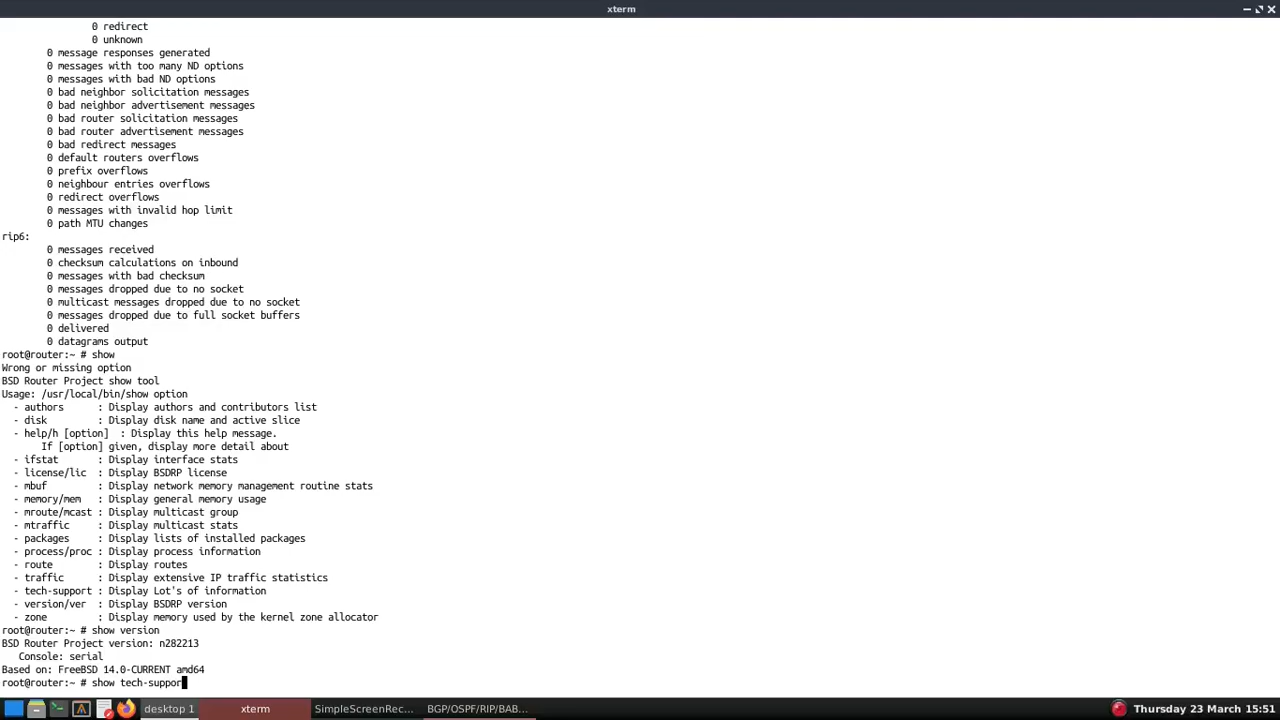 xterm
0 redirect
0 unknown
0 message responses generated
0 messages with too many ND options
0 messages with bad ND options
0 bad neighbor solicitation messages
0 bad neighbor advertisement messages
0 bad router solicitation messages
0 bad router advertisement messages
0 bad redirect messages
0 default routers overflows
0 prefix overflows
0 neighbour entries overflows
0 redirect overflows
0 messages with invalid hop limit
0 path MTU changes
rip6:
0 messages received
0 checksum calculations on inbound
0 messages with bad checksum
0 messages dropped due to no socket
0 multicast messages dropped due to no socket
0 messages dropped due to full socket buffers
0 delivered
0 datagrams output
root@router:~ # show
Wrong or missing option
BSD Router Project show tool
Usage: /usr/local/bin/show option
- authors : Display authors and contributors list
- disk : Display disk name and active slice
- help/h [option] : Display this help message.
If [option] given, display more detail about
- ifstat : Display interface stats
- license/lic : Display BSDRP license
- mbuf : Display network memory management routine stats
- memory/mem : Display general memory usage
- mroute/mcast : Display multicast group
- mtraffic : Display multicast stats
- packages : Display lists of installed packages
- process/proc : Display process information
- route : Display routes
- traffic : Display extensive IP traffic statistics
- tech-support : Display Lot's of information
- version/ver : Display BSDRP version
- zone : Display memory used by the kernel zone allocator
root@router:~ # show version
BSD Router Project version: n282213
Console: serial
Based on: FreeBSD 14.0-CURRENT amd64
root@router:~ # show tech-suppor
desktop 1 xterm SimpleScreenRec... BGP/OSPF/RIP/BAB... Thursday 23 March 15:51